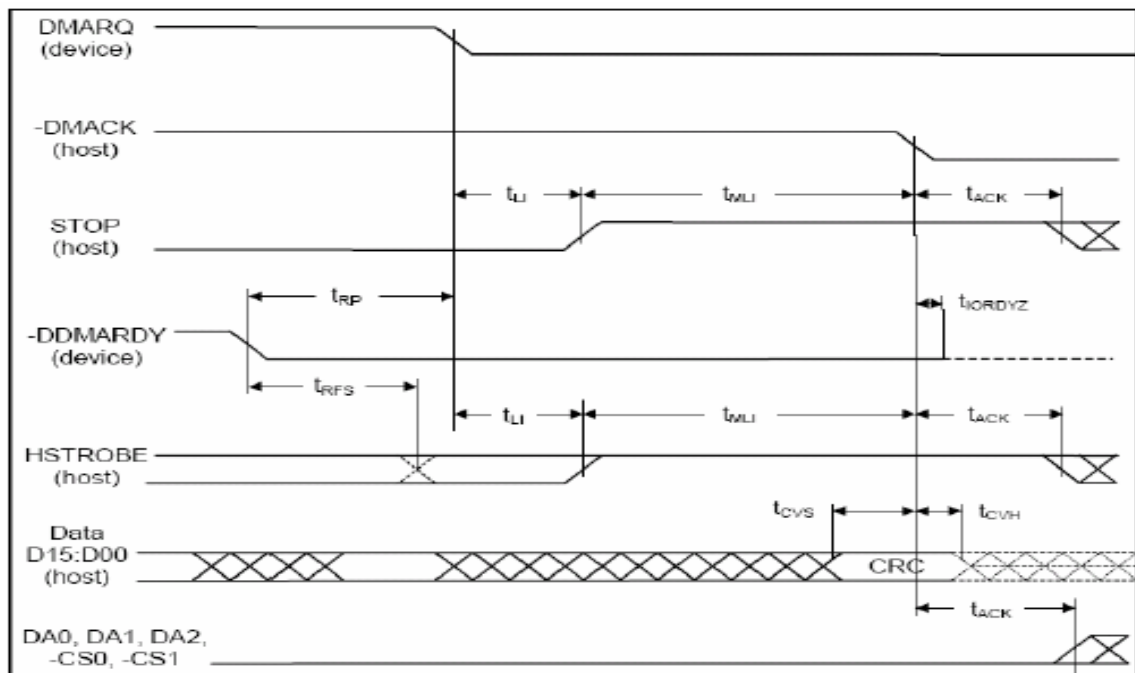 DMARQ
(device)
-DMACK
(host)
tLI
tMLI
tACK
STOP
(host)
tRP
tIORDYZ
-DDMARDY
(device)
tRFS
tLI
tMLI
tACK
HSTROBE
(host)
tCVS
tCVH
Data
D15:D00
(host)
CRC
tACK
DA0, DA1, DA2,
-CS0, -CS1